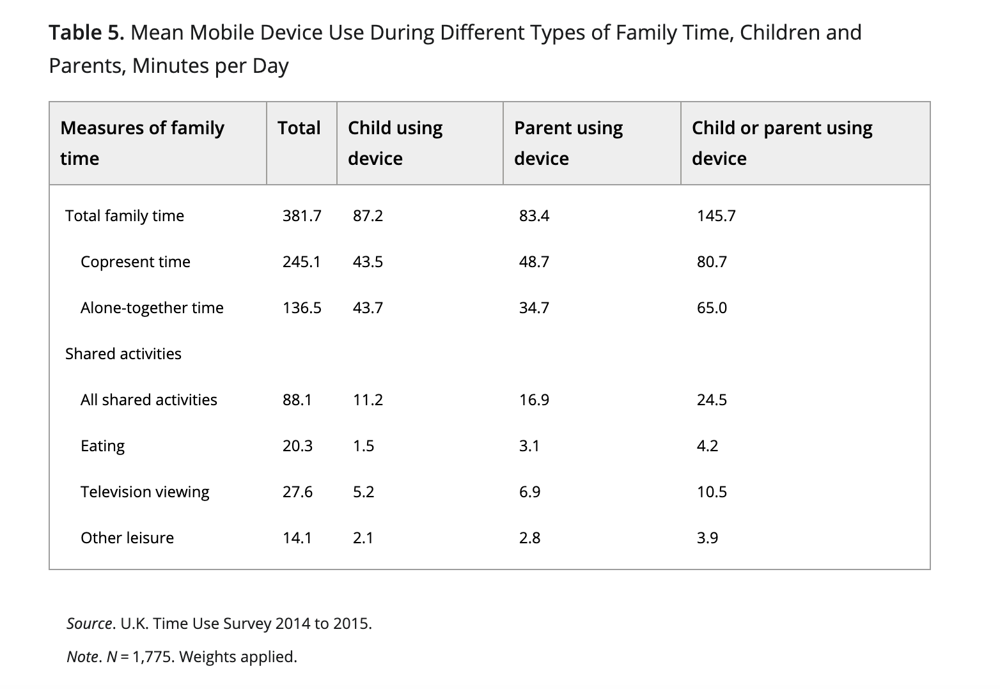 Table 5. Mean Mobile Device Use During Different Types of Family Time, Children and
Parents, Minutes per Day
Measures of family time Total Child using device Parent using device Child or parent using device
Total family time 381.7 87.2 83.4 145.7
Copresent time 245.1 43.5 48.7 80.7
Alone-together time 136.5 43.7 34.7 65.0
Shared activities
All shared activities 88.1 11.2 16.9 24.5
Eating 20.3 1.5 3.1 4.2
Television viewing 27.6 5.2 6.9 10.5
Other leisure 14.1 2.1 2.8 3.9
Source. U.K. Time Use Survey 2014 to 2015.
Note. N = 1,775. Weights applied.